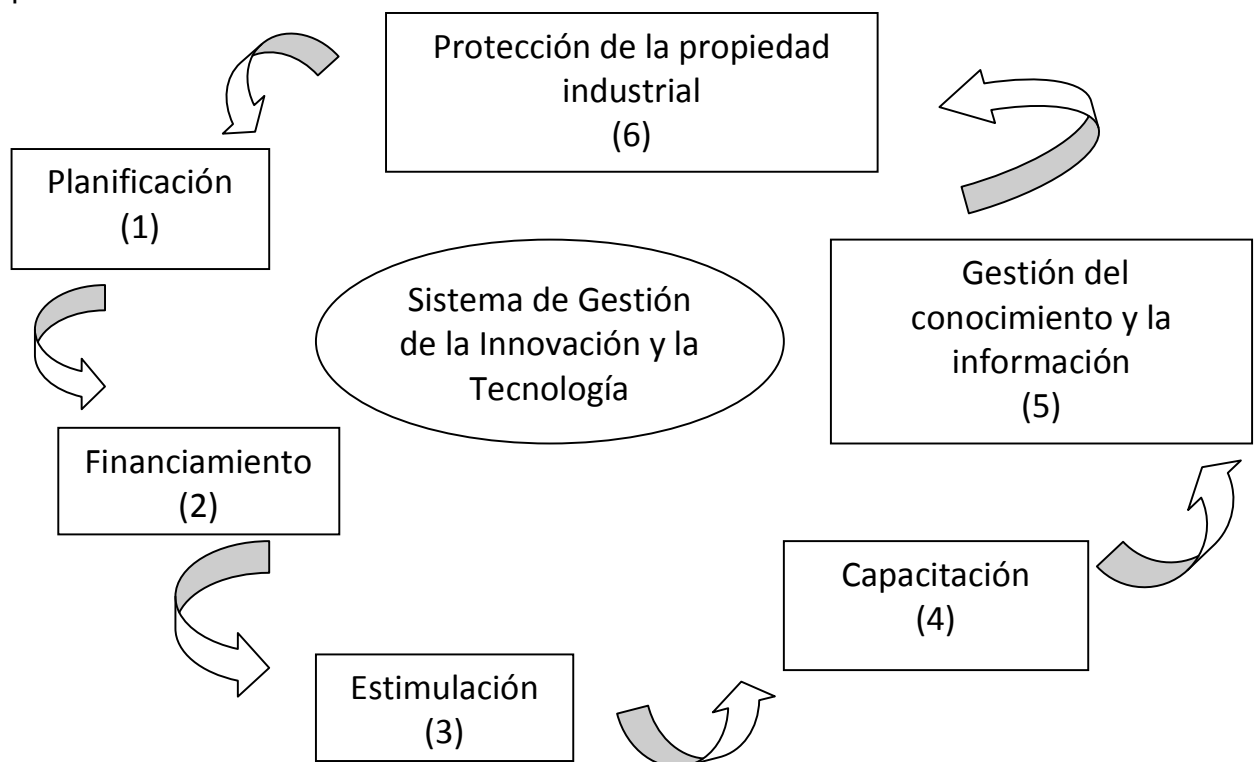 Protección de la propiedad
industrial
(6)
Planificación
(1)
Sistema de Gestión
de la Innovación y la
Tecnología
Gestión del
conocimiento y la
información
(5)
Financiamiento
(2)
Capacitación
(4)
Estimulación
(3)